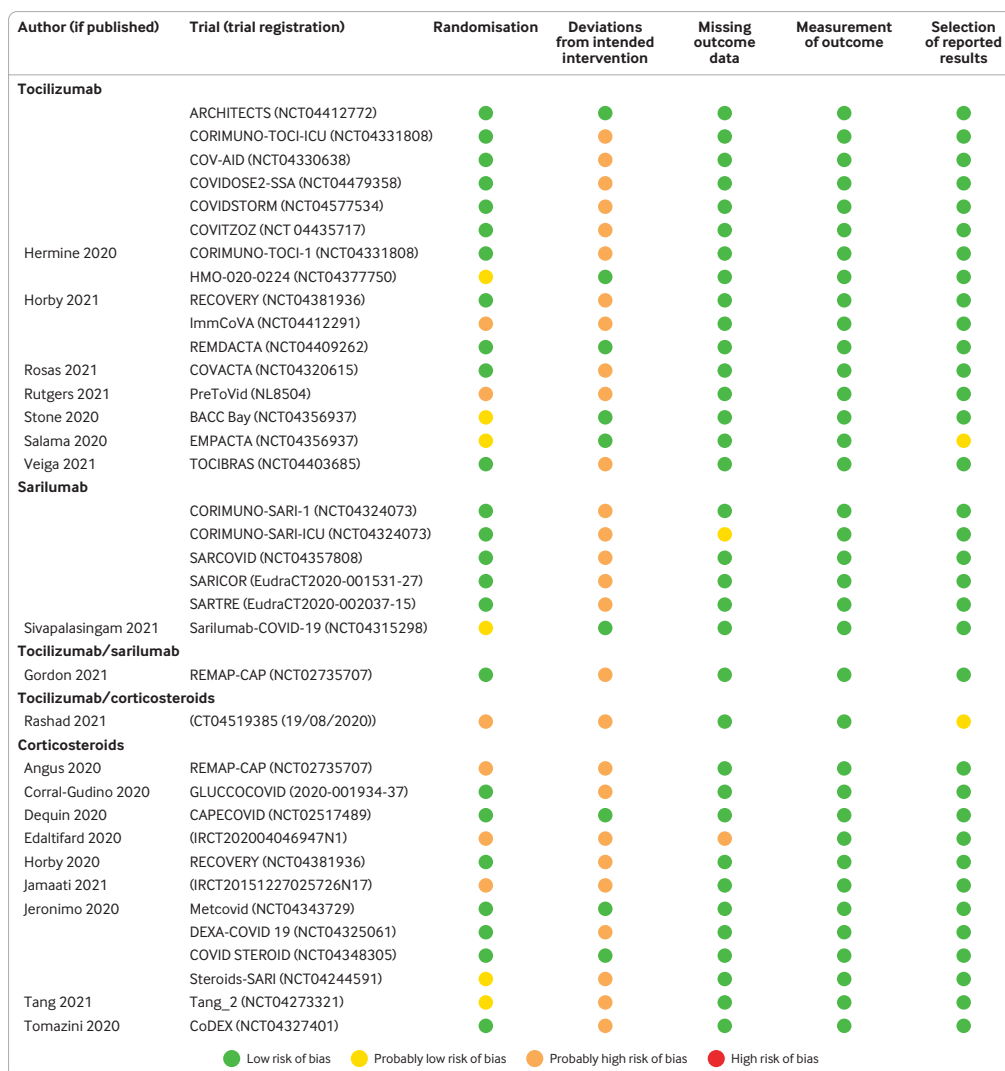 Author (if published) Trial (trial registration) Randomisation Deviations from intended intervention Missing outcome data Measurement of outcome Selection of reported results
Tocilizumab
ARCHITECTS (NCT04412772)
CORIMUNO-TOCI-ICU (NCT04331808)
COV-AID (NCT04330638)
COVIDOSE2-SSA (NCT04479358)
COVIDSTORM (NCT04577534)
COVITZOZ (NCT 04435717)
Hermine 2020 CORIMUNO-TOCI-1 (NCT04331808)
HMO-020-0224 (NCT04377750)
Horby 2021 RECOVERY (NCT04381936)
ImmCoVA (NCT04412291)
REMDACTA (NCT04409262)
Rosas 2021 COVACTA (NCT04320615)
Rutgers 2021 PreToVid (NL8504)
Stone 2020 BACC Bay (NCT04356937)
Salama 2020 EMPACTA (NCT04356937)
Veiga 2021 TOCIBRAS (NCT04403685)
Sarilumab
CORIMUNO-SARI-1 (NCT04324073)
CORIMUNO-SARI-ICU (NCT04324073)
SARCOVID (NCT04357808)
SARICOR (EudraCT2020-001531-27)
SARTRE (EudraCT2020-002037-15)
Sivapalasingam 2021 Sarilumab-COVID-19 (NCT04315298)
Tocilizumab/sarilumab
Gordon 2021 REMAP-CAP (NCT02735707)
Tocilizumab/corticosteroids
Rashad 2021 (CT04519385 (19/08/2020))
Corticosteroids
Angus 2020 REMAP-CAP (NCT02735707)
Corral-Gudino 2020 GLUCCOCOVID (2020-001934-37)
Dequin 2020 CAPECOVID (NCT02517489)
Edaltifard 2020 (IRCT202004046947N1)
Horby 2020 RECOVERY (NCT04381936)
Jamaati 2021 (IRCT20151227025726N17)
Jeronimo 2020 Metcovid (NCT04343729)
DEXA-COVID 19 (NCT04325061)
COVID STEROID (NCT04348305)
Steroids-SARI (NCT04244591)
Tang 2021 Tang_2 (NCT04273321)
Tomazini 2020 CoDEX (NCT04327401)
Low risk of bias Probably low risk of bias Probably high risk of bias High risk of bias